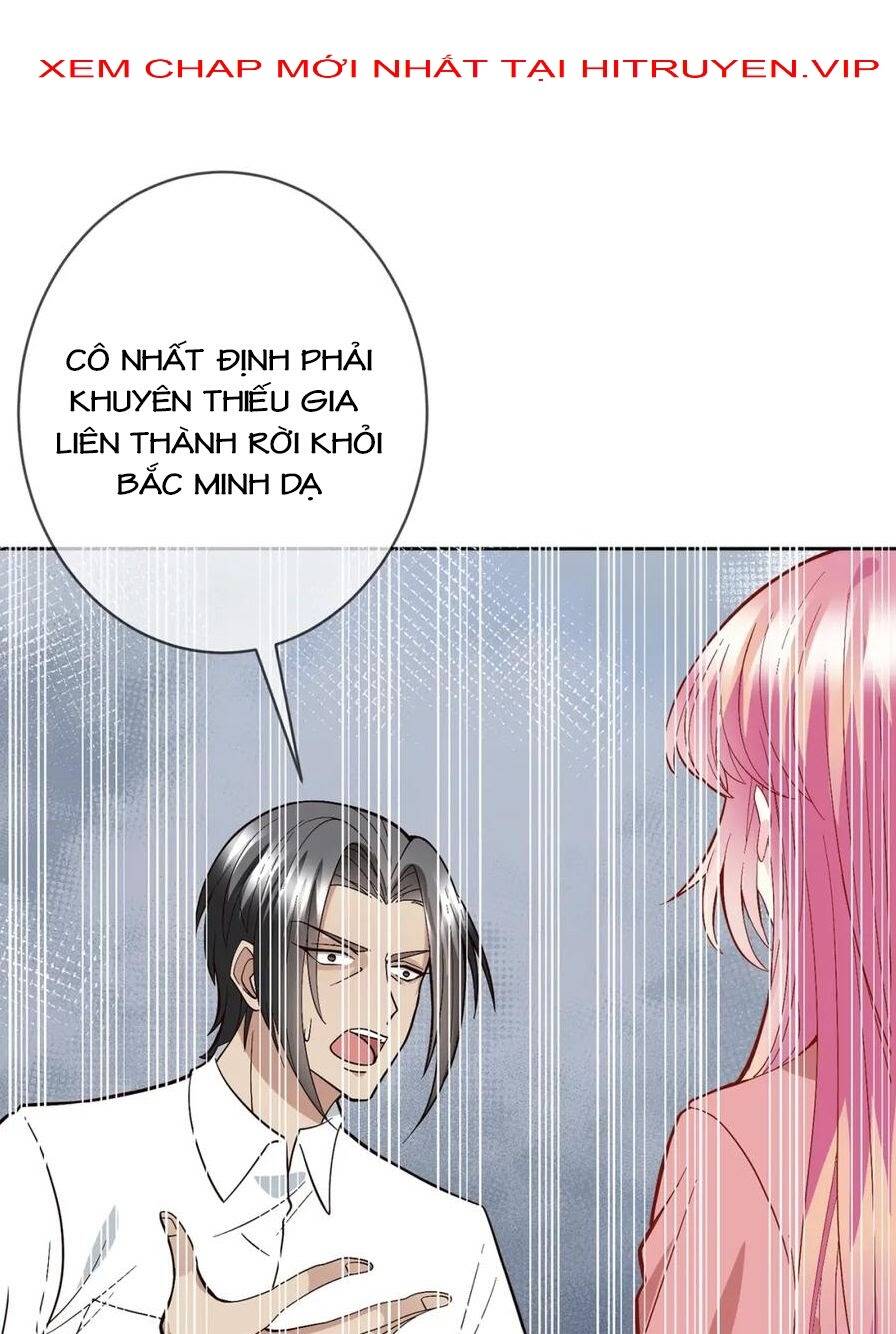 XEM CHAP MỚI NHẤT TẠI HITRUYEN.VIP
CÔ NHẤT ĐỊNH PHẢI
KHUYÊN THIẾU GIA
LIÊN THÀNH RỜI KHỎI
BẮC MINH DẠ